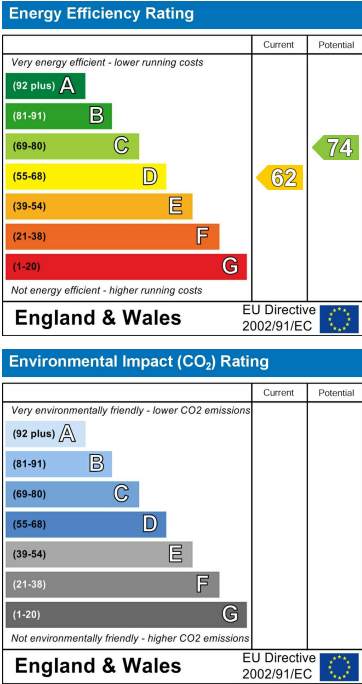 Energy Efficiency Rating
Current Potential
Very energy efficient - lower running costs
(92 plus) A
(81-91) B
(69-80) C
(55-68) D
(39-54) E
(21-38) F
(1-20) G
62
74
Not energy efficient - higher running costs
England & Wales
EU Directive
2002/91/EC
Environmental Impact (CO₂) Rating
Current Potential
Very environmentally friendly - lower CO2 emissions
(92 plus) A
(81-91) B
(69-80) C
(55-68) D
(39-54) E
(21-38) F
(1-20) G
Not environmentally friendly - higher CO2 emissions
England & Wales
EU Directive
2002/91/EC